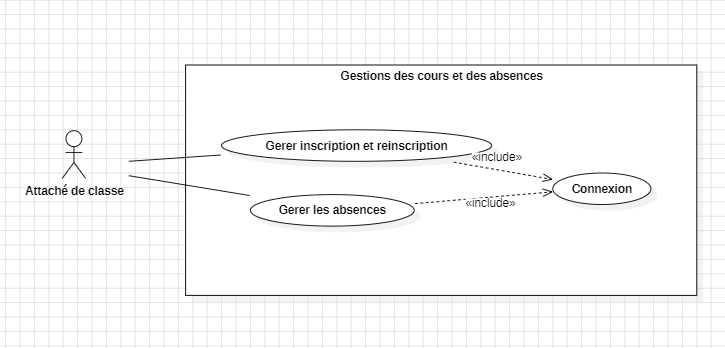 Gestions des cours et des absences
Gerer inscription et reinscription
«include»
Attaché de classe
Connexion
Gerer les absences
«include»